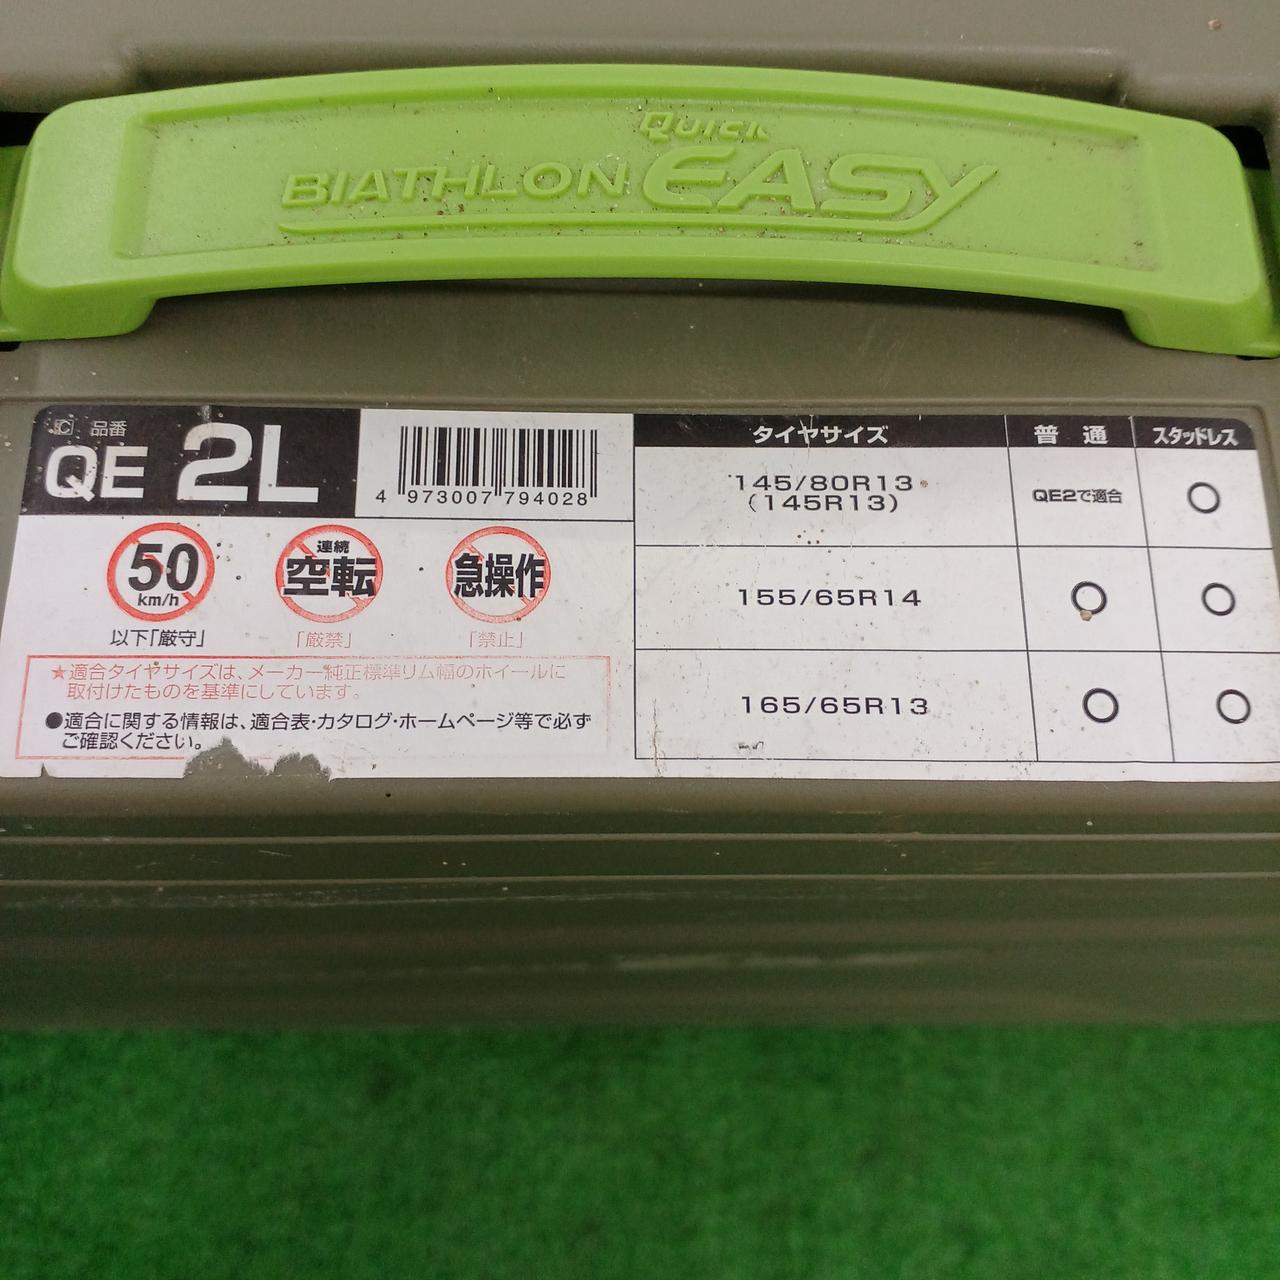 QUICK
BIATHLON EASY
C 品番
QE 2L
4 973007 794028
50
km/h
以下「厳守」
連続
空転
「厳禁」
急操作
「禁止」
★適合タイヤサイズは、メーカー純正標準リム幅のホイールに
取付けたものを基準にしています。
●適合に関する情報は、適合表・カタログ・ホームページ等で必ず
ご確認ください。
タイヤサイズ 普通 スタッドレス
145/80R13
(145R13) QE2で適合 ○
155/65R14 ○ ○
165/65R13 ○ ○